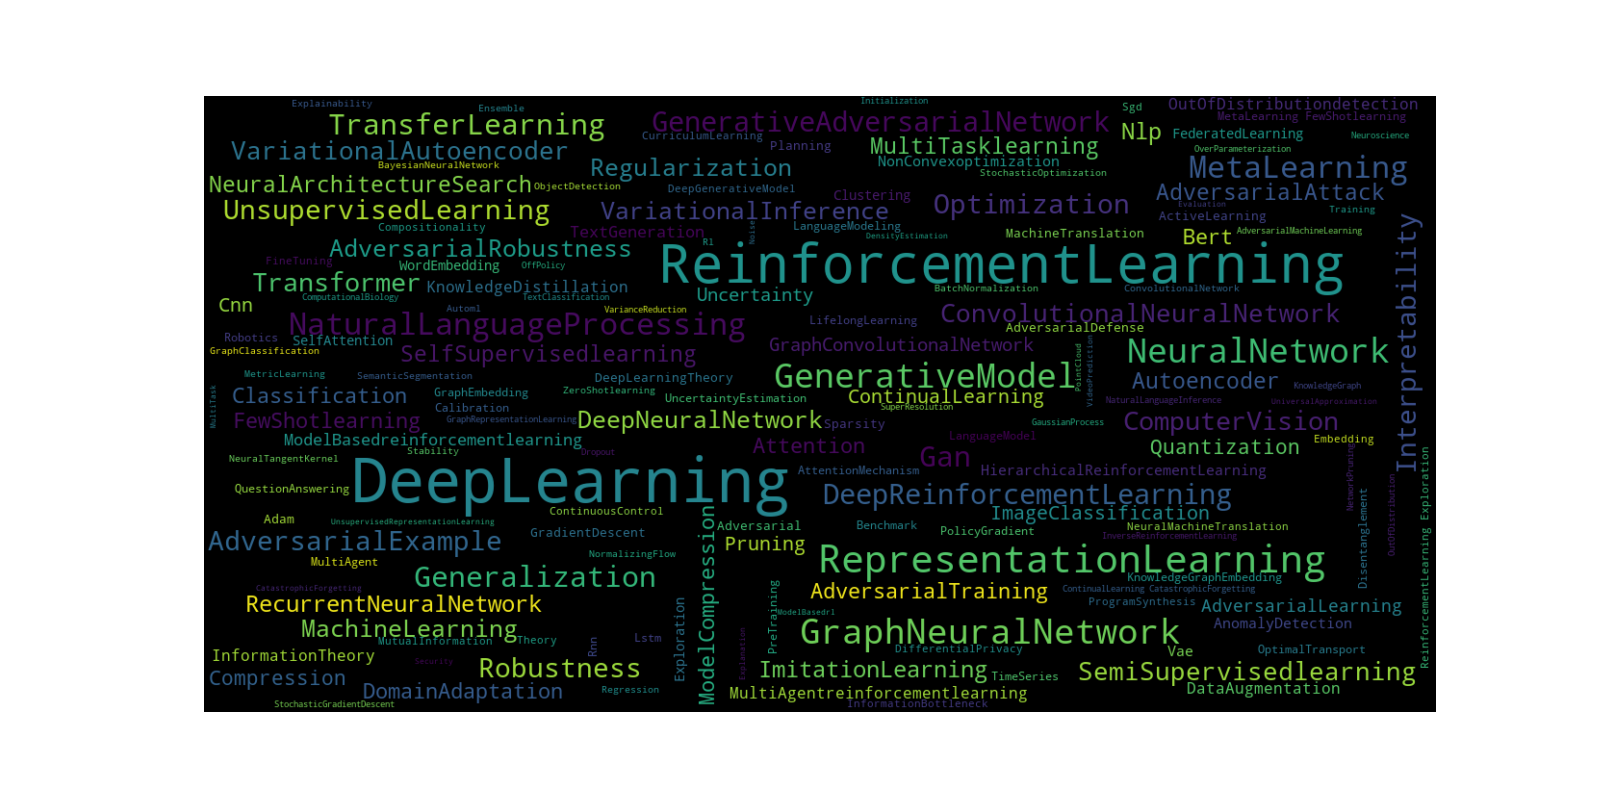 Explainability
Ensemble
Initialization
Sgd
OutOfDistributiondetection
TransferLearning
GenerativeAdversarialNetwork
MetaLearning FewShotlearning
CurriculumLearning
Nlp
FederatedLearning
Neuroscience
VariationalAutoencoder
Planning
MultiTasklearning
OverParameterization
BayesianNeuralNetwork
Regularization
NonConvexoptimization
MetaLearning
StochasticOptimization
NeuralArchitectureSearch
ObjectDetection
DeepGenerativeModel
Clustering
AdversarialAttack
UnsupervisedLearning
VariationalInference
Optimization
Evaluation
Training
ActiveLearning
Compositionality
TextGeneration
Noise
LanguageModeling
DensityEstimation
MachineTranslation
Bert
AdversarialMachineLearning
AdversarialRobustness
Rl
ReinforcementLearning
Interpretability
FineTuning
WordEmbedding
OffPolicy
Transformer
KnowledgeDistillation
BatchNormalization
ConvolutionalNetwork
ComputationalBiology
TextClassification
Uncertainty
Cnn
Automl
VarianceReduction
ConvolutionalNeuralNetwork
NaturalLanguageProcessing
LifelongLearning
AdversarialDefense
Robotics
SelfAttention
GraphClassification
SelfSupervisedlearning
GraphConvolutionalNetwork
PointCloud
VideoPrediction
NeuralNetwork
MetricLearning
SemanticSegmentation
DeepLearningTheory
GenerativeModel
Autoencoder
KnowledgeGraph
MultiTask
Classification
GraphEmbedding
ZeroShotlearning
UncertaintyEstimation
ContinualLearning
NaturalLanguageInference
UniversalApproximation
Calibration
SuperResolution
FewShotlearning
GraphRepresentationLearning
DeepNeuralNetwork
Sparsity
GaussianProcess
ComputerVision
ModelBasedreinforcementlearning
LanguageModel
Embedding
Stability
Dropout
Attention
Quantization
NeuralTangentKernel
Gan
DeepLearning
AttentionMechanism
HierarchicalReinforcementLearning
NetworkPruning
QuestionAnswering
DeepReinforcementLearning
OutOfDistribution
ReinforcementLearning Exploration
ContinuousControl
ImageClassification
Disentanglement
Adam
UnsupervisedRepresentationLearning
GradientDescent
ModelCompression
Adversarial
Benchmark
PolicyGradient
NeuralMachineTranslation
InverseReinforcementLearning
AdversarialExample
Pruning
NormalizingFlow
MultiAgent
RepresentationLearning
Generalization
KnowledgeGraphEmbedding
CatastrophicForgetting
PreTraining
AdversarialTraining
ContinualLearning CatastrophicForgetting
RecurrentNeuralNetwork
ProgramSynthesis
AdversarialLearning
ModelBasedrl
MachineLearning
Exploration
GraphNeuralNetwork
AnomalyDetection
MutualInformation
Theory
Rnn
Lstm
Explanation
DifferentialPrivacy
Vae
OptimalTransport
InformationTheory
Security
Robustness
ImitationLearning
TimeSeries
SemiSupervisedlearning
Compression
DomainAdaptation
Regression
MultiAgentreinforcementlearning
DataAugmentation
StochasticGradientDescent
InformationBottleneck